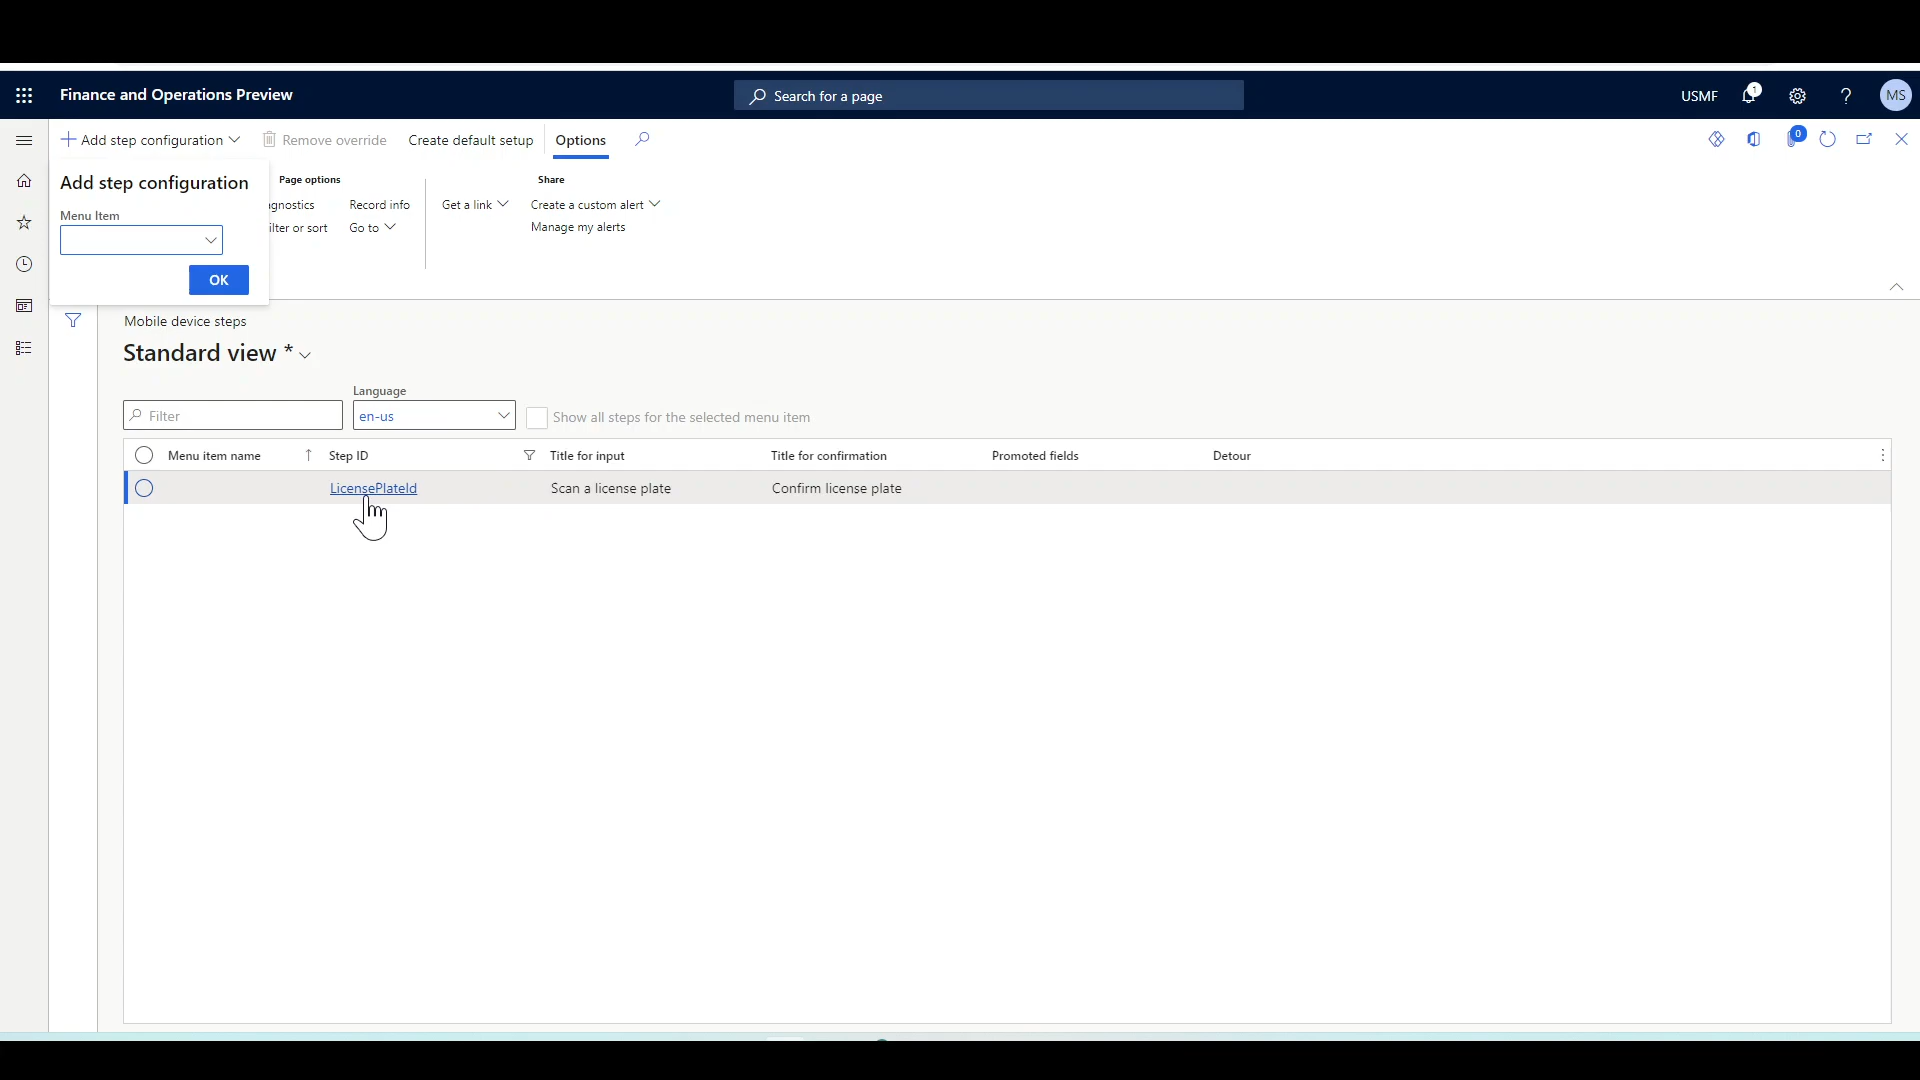 Finance and Operations Preview
Search for a page
USMF
1
MS
Add step configuration
Remove override
Create default setup
Options
0
Add step configuration
Menu Item
OK
Page options
gnostics
Record info
ilter or sort
Go to
Get a link
Share
Create a custom alert
Manage my alerts
Mobile device steps
Standard view *
Language
Filter
en-us
Show all steps for the selected menu item
Menu item name
Step ID
Title for input
Title for confirmation
Promoted fields
Detour
LicensePlateId
Scan a license plate
Confirm license plate